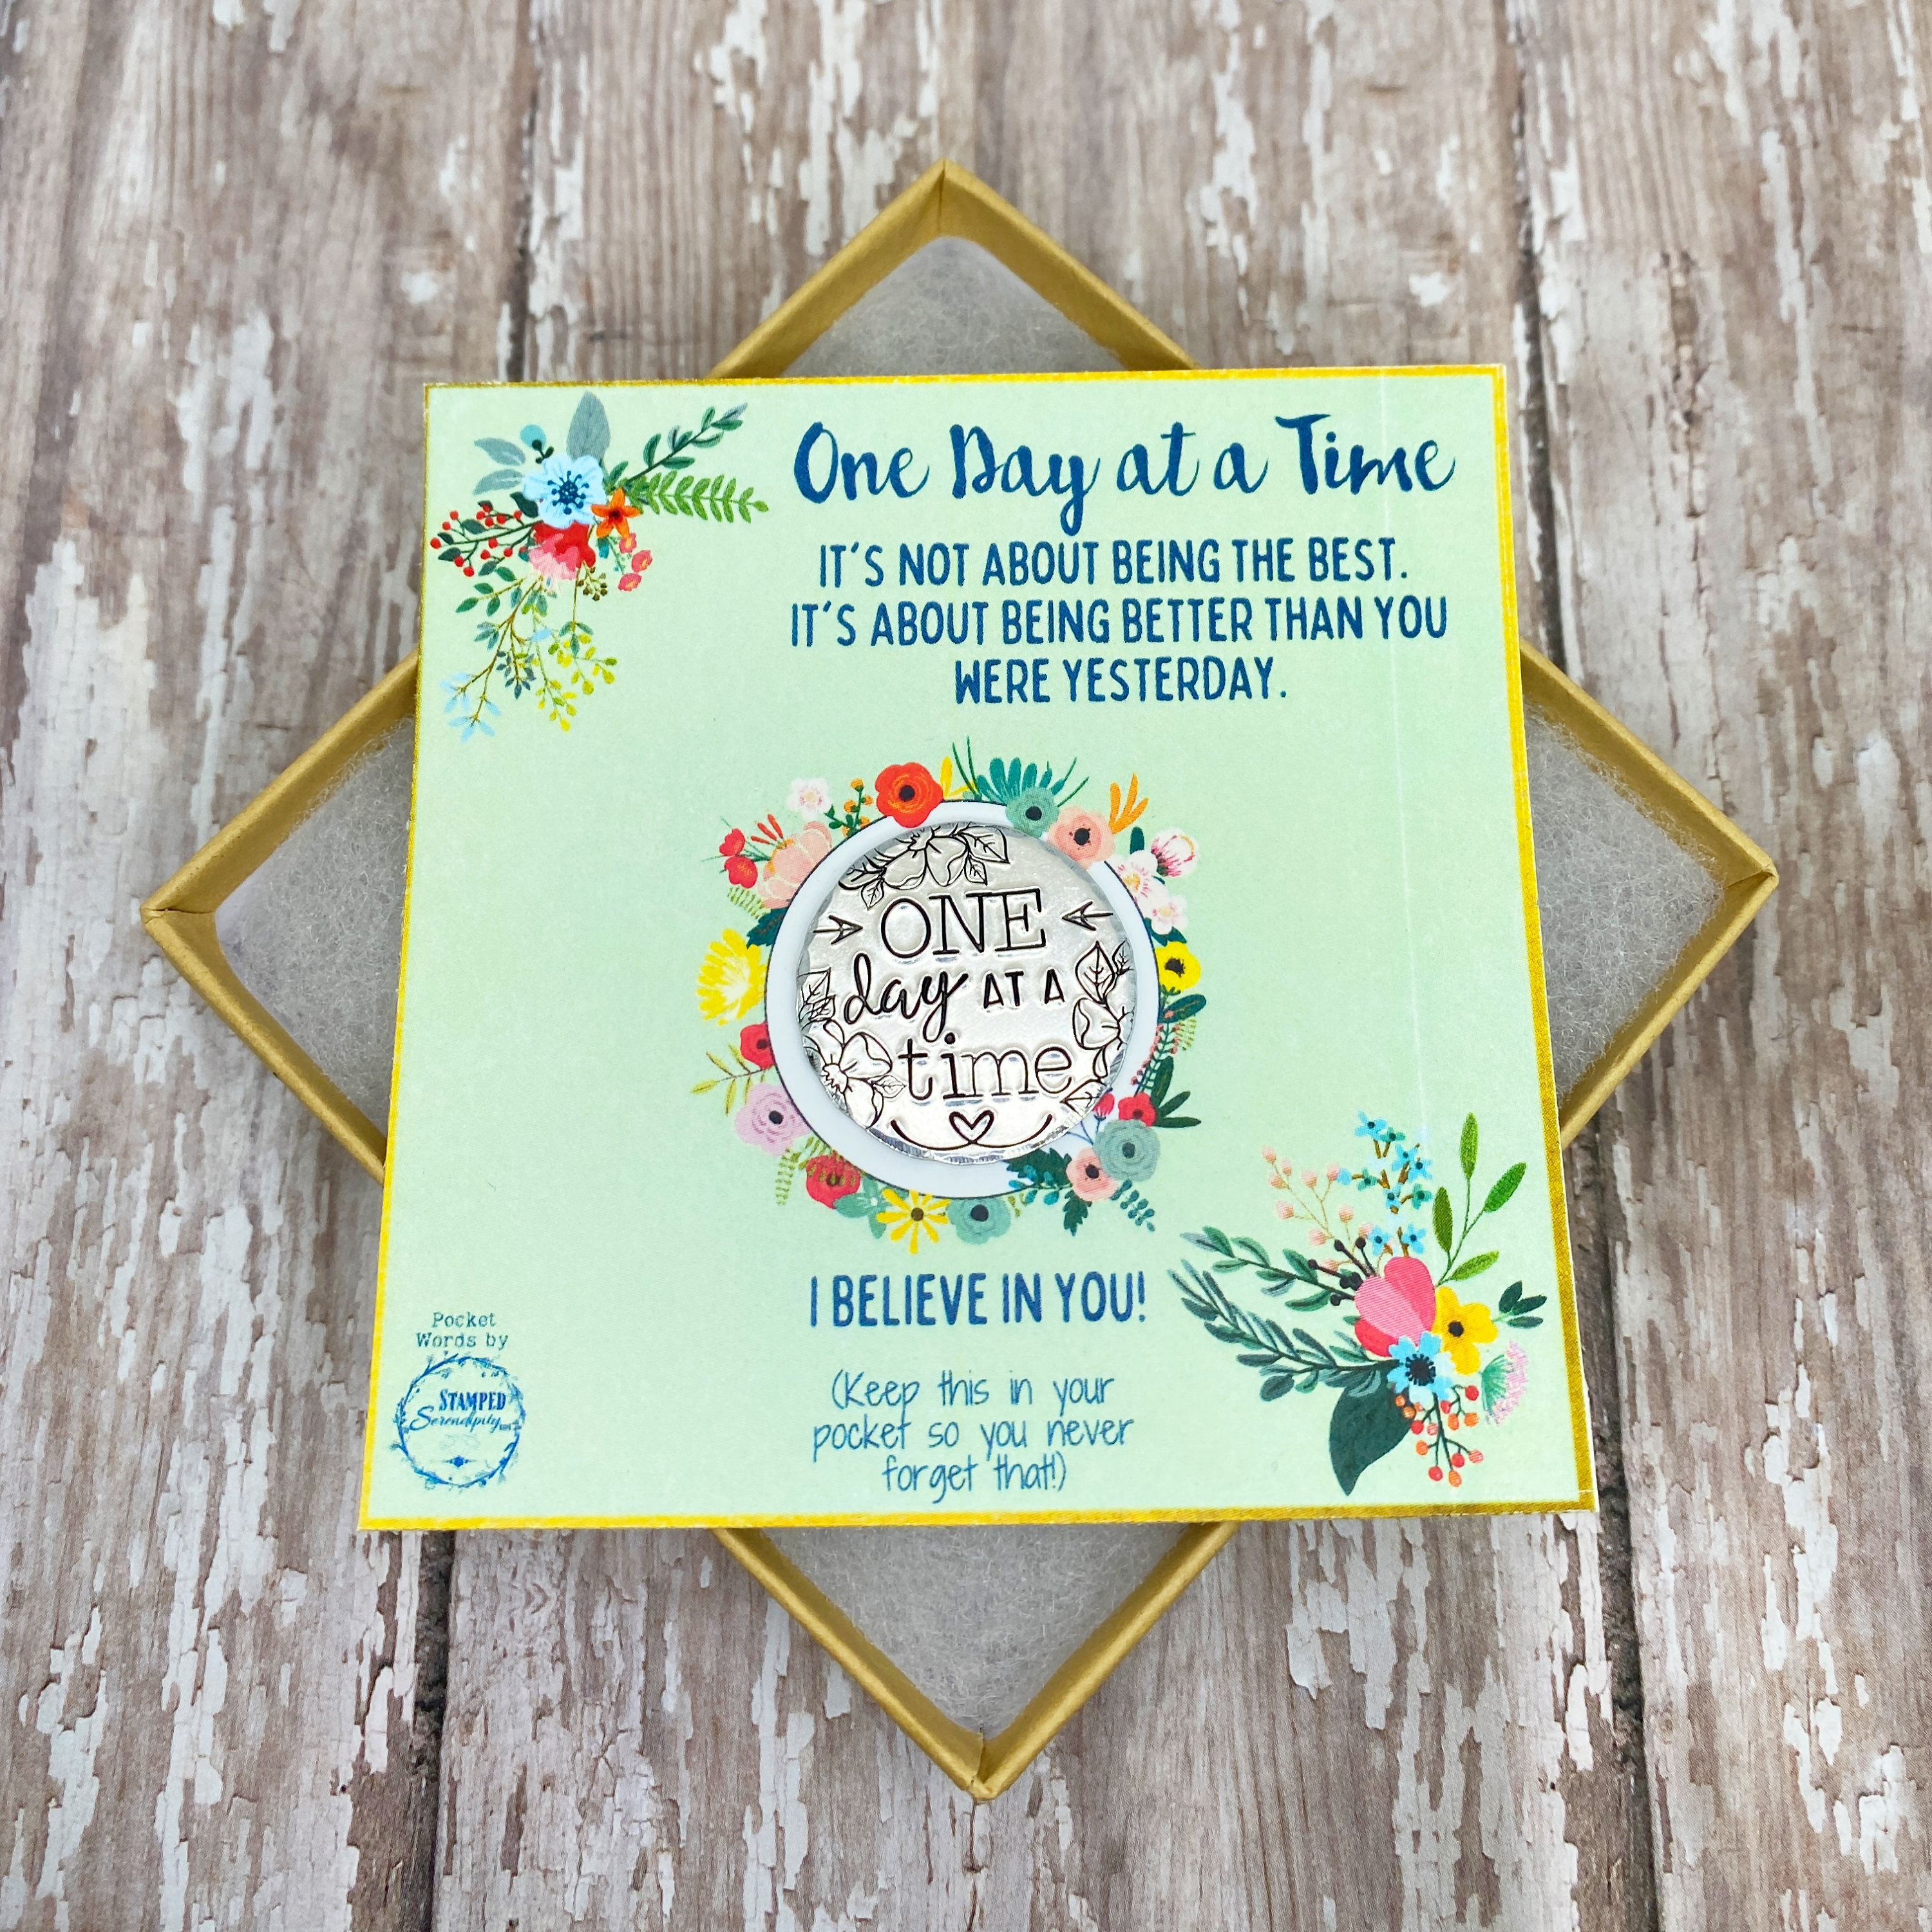 One Day at a Time
IT'S NOT ABOUT BEING THE BEST.
IT'S ABOUT BEING BETTER THAN YOU
WERE YESTERDAY.
ONE
day AT A
time
I BELIEVE IN YOU!
(Keep this in your
pocket so you never
forget that!)
Pocket
Words by
STAMPED
Serendipity